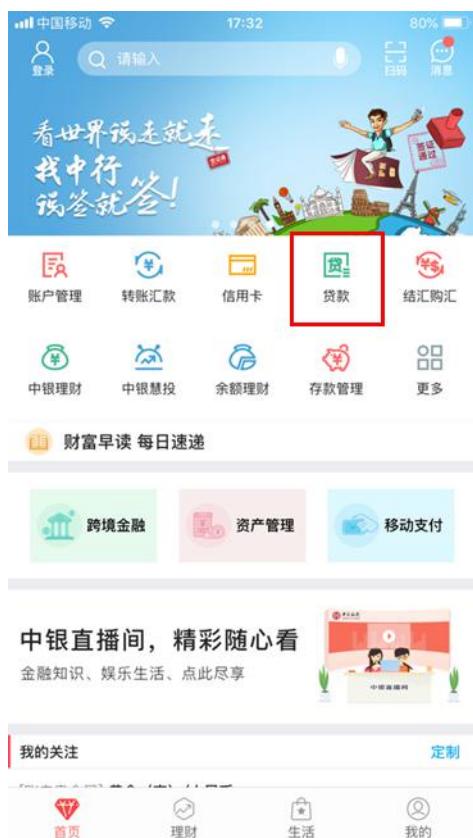 中国移动
17:32
80%
登录
请输入
扫码
消息
看世界说走就走
找中行
说签就签!
签证通过
账户管理
转账汇款
信用卡
贷款
结汇购汇
中银理财
中银慧投
余额理财
存款管理
更多
财富早读 每日速递
跨境金融
资产管理
移动支付
中银直播间，精彩随心看
金融知识、娱乐生活、点此尽享
中银直播间
我的关注
定制
首页
理财
生活
我的